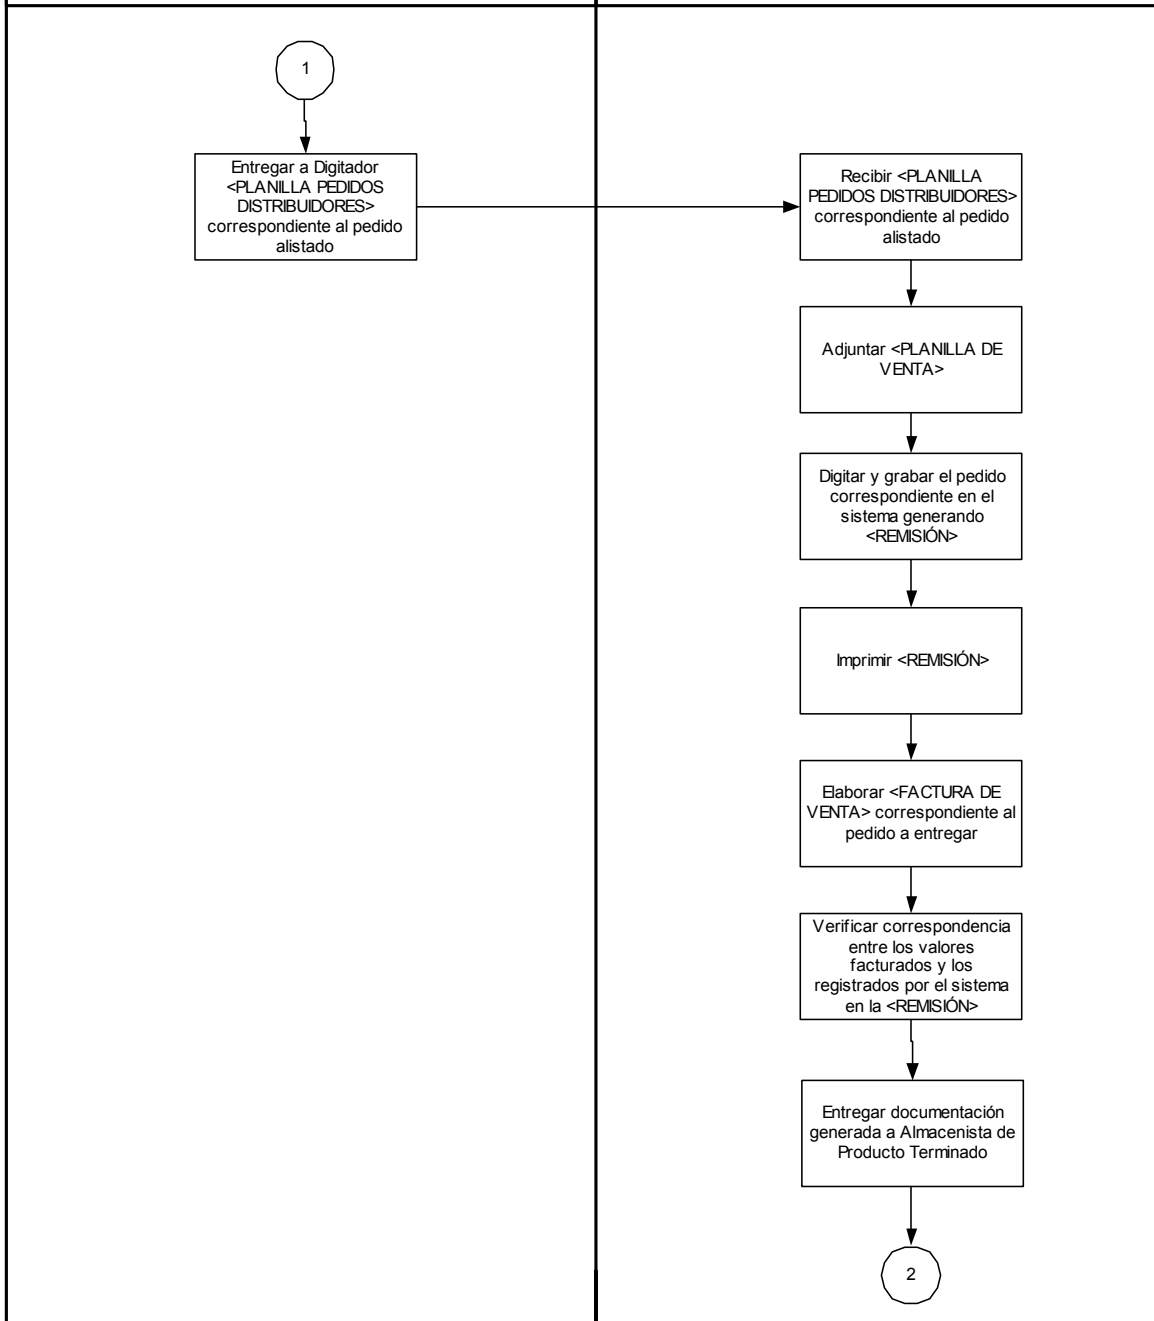 1
Entregar a Digitador
<PLANILLA PEDIDOS
DISTRIBUIDORES>
correspondiente al pedido
alistado
Recibir <PLANILLA
PEDIDOS DISTRIBUIDORES>
correspondiente al pedido
alistado
Adjuntar <PLANILLA DE
VENTA>
Digitar y grabar el pedido
correspondiente en el
sistema generando
<REMISIÓN>
Imprimir <REMISIÓN>
Elaborar <FACTURA DE
VENTA> correspondiente al
pedido a entregar
Verificar correspondencia
entre los valores
facturados y los
registrados por el sistema
en la <REMISIÓN>
Entregar documentación
generada a Almacenista de
Producto Terminado
2